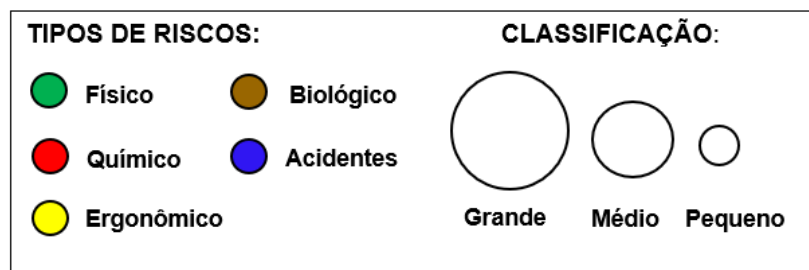 TIPOS DE RISCOS:
CLASSIFICAÇÃO:
Físico
Biológico
Químico
Acidentes
Ergonômico
Grande
Médio
Pequeno